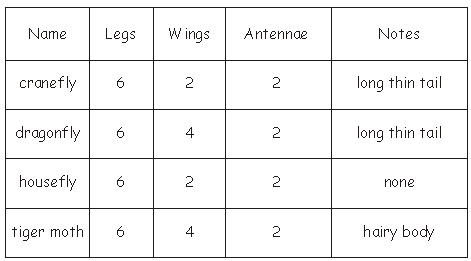 Name Legs Wings Antennae Notes
cranefly 6 2 2 long thin tail
dragonfly 6 4 2 long thin tail
housefly 6 2 2 none
tiger moth 6 4 2 hairy body